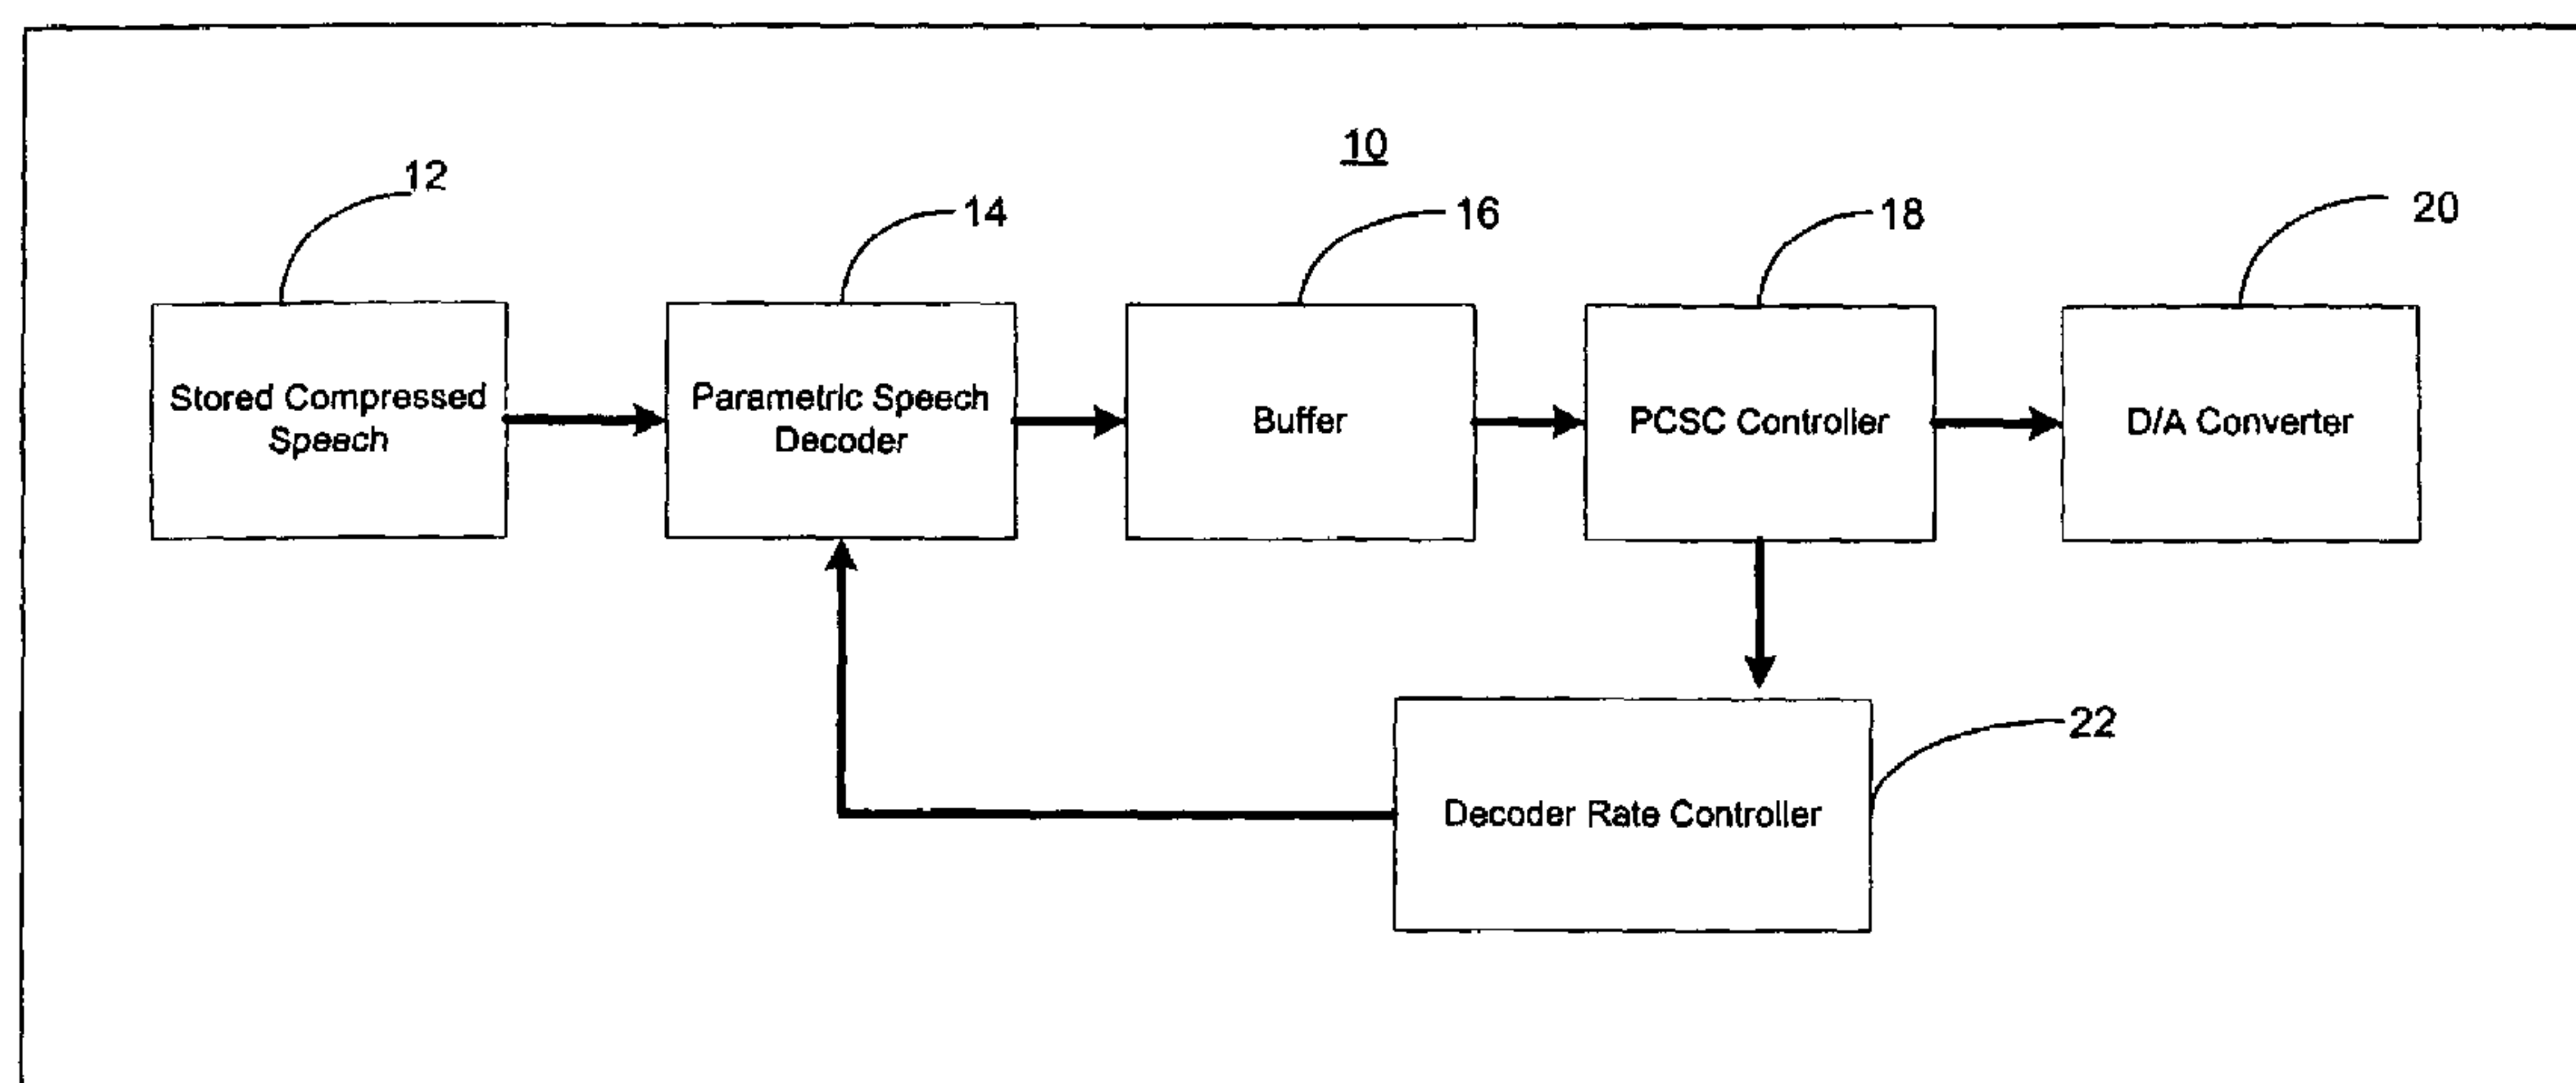 10
12
14
16
18
20
Stored Compressed
Speech
Parametric Speech
Decoder
Buffer
PCSC Controller
D/A Converter
22
Decoder Rate Controller